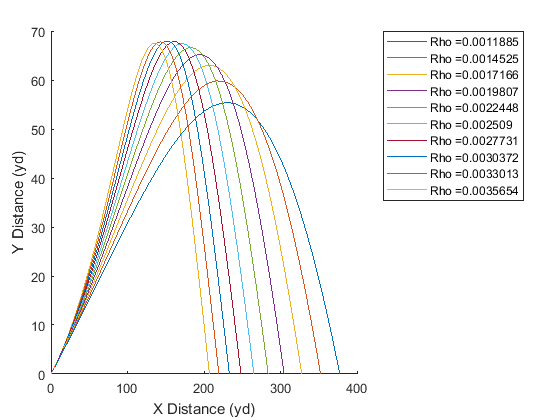 70
60
50
40
30
20
10
0
0 100 200 300 400
Y Distance (yd)
X Distance (yd)
Rho =0.0011885
Rho =0.0014525
Rho =0.0017166
Rho =0.0019807
Rho =0.0022448
Rho =0.002509
Rho =0.0027731
Rho =0.0030372
Rho =0.0033013
Rho =0.0035654